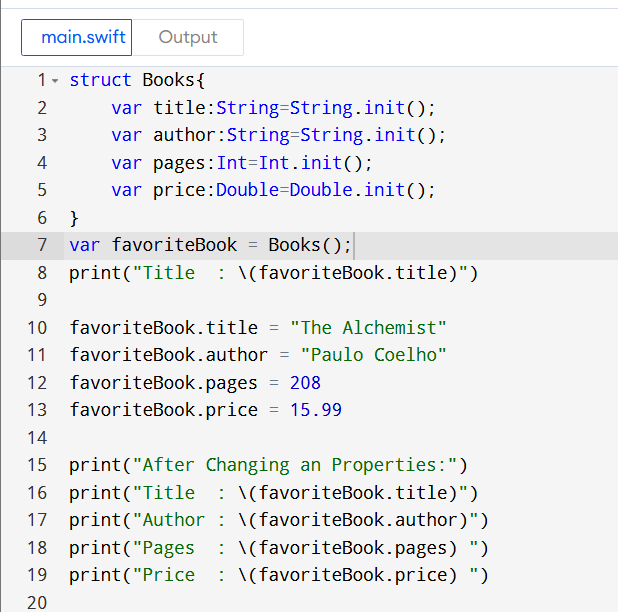 main.swift Output
1 struct Books{
2 var title:String=String.init();
3 var author:String=String.init();
4 var pages:Int=Int.init();
5 var price:Double=Double.init();
6 }
7 var favoriteBook = Books();
8 print("Title  : \(favoriteBook.title)")
9
10 favoriteBook.title = "The Alchemist"
11 favoriteBook.author = "Paulo Coelho"
12 favoriteBook.pages = 208
13 favoriteBook.price = 15.99
14
15 print("After Changing an Properties:")
16 print("Title  : \(favoriteBook.title)")
17 print("Author : \(favoriteBook.author)")
18 print("Pages  : \(favoriteBook.pages) ")
19 print("Price  : \(favoriteBook.price) ")
20